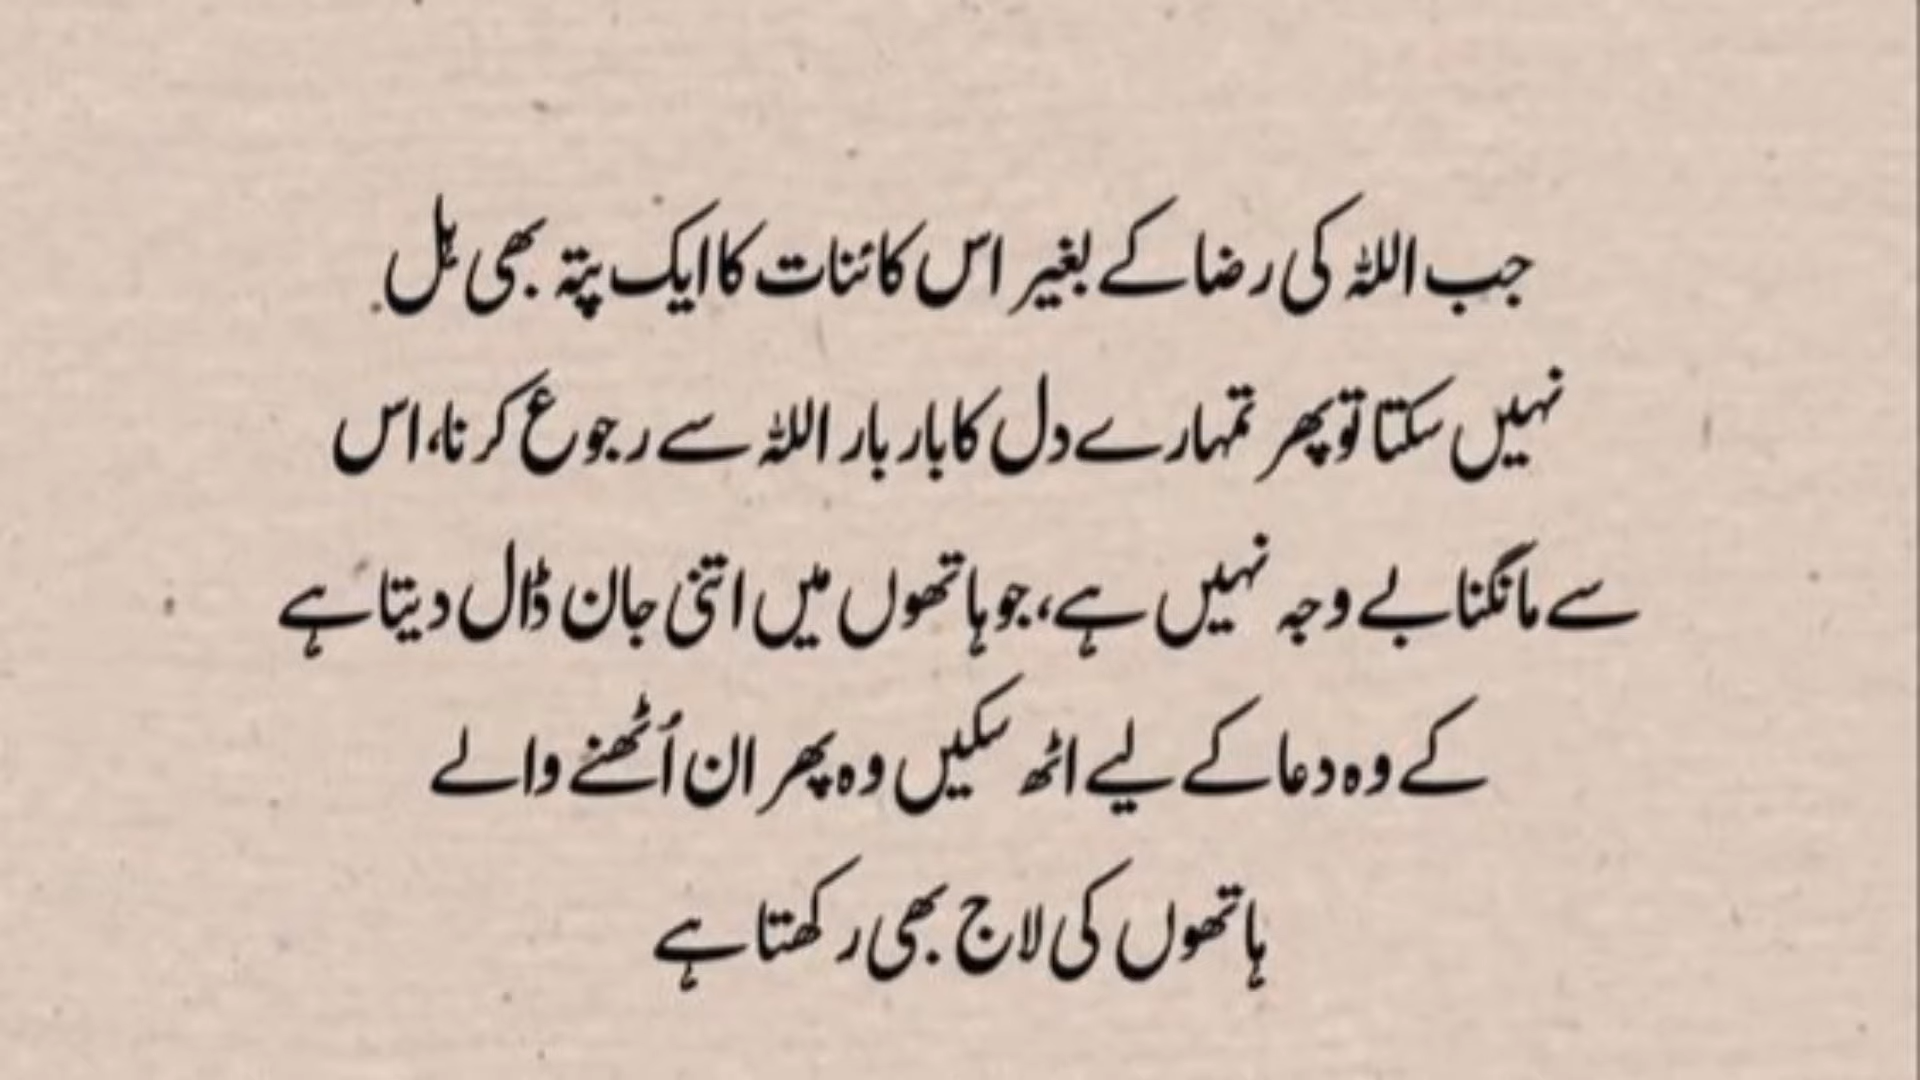 جب اللہ کی رضا کے بغیر اس کائنات کا ایک پتہ بھی ہل
نہیں سکتا تو پھر تمہارے دل کا بار بار اللہ سے رجوع کرنا، اس
سے مانگنا بے وجہ نہیں ہے، جو ہاتھوں میں اتنی جان ڈال دیتا ہے
کے وہ دعا کے لیے اٹھ سکیں وہ پھر ان اُٹھنے والے
ہاتھوں کی لاج بھی رکھتا ہے